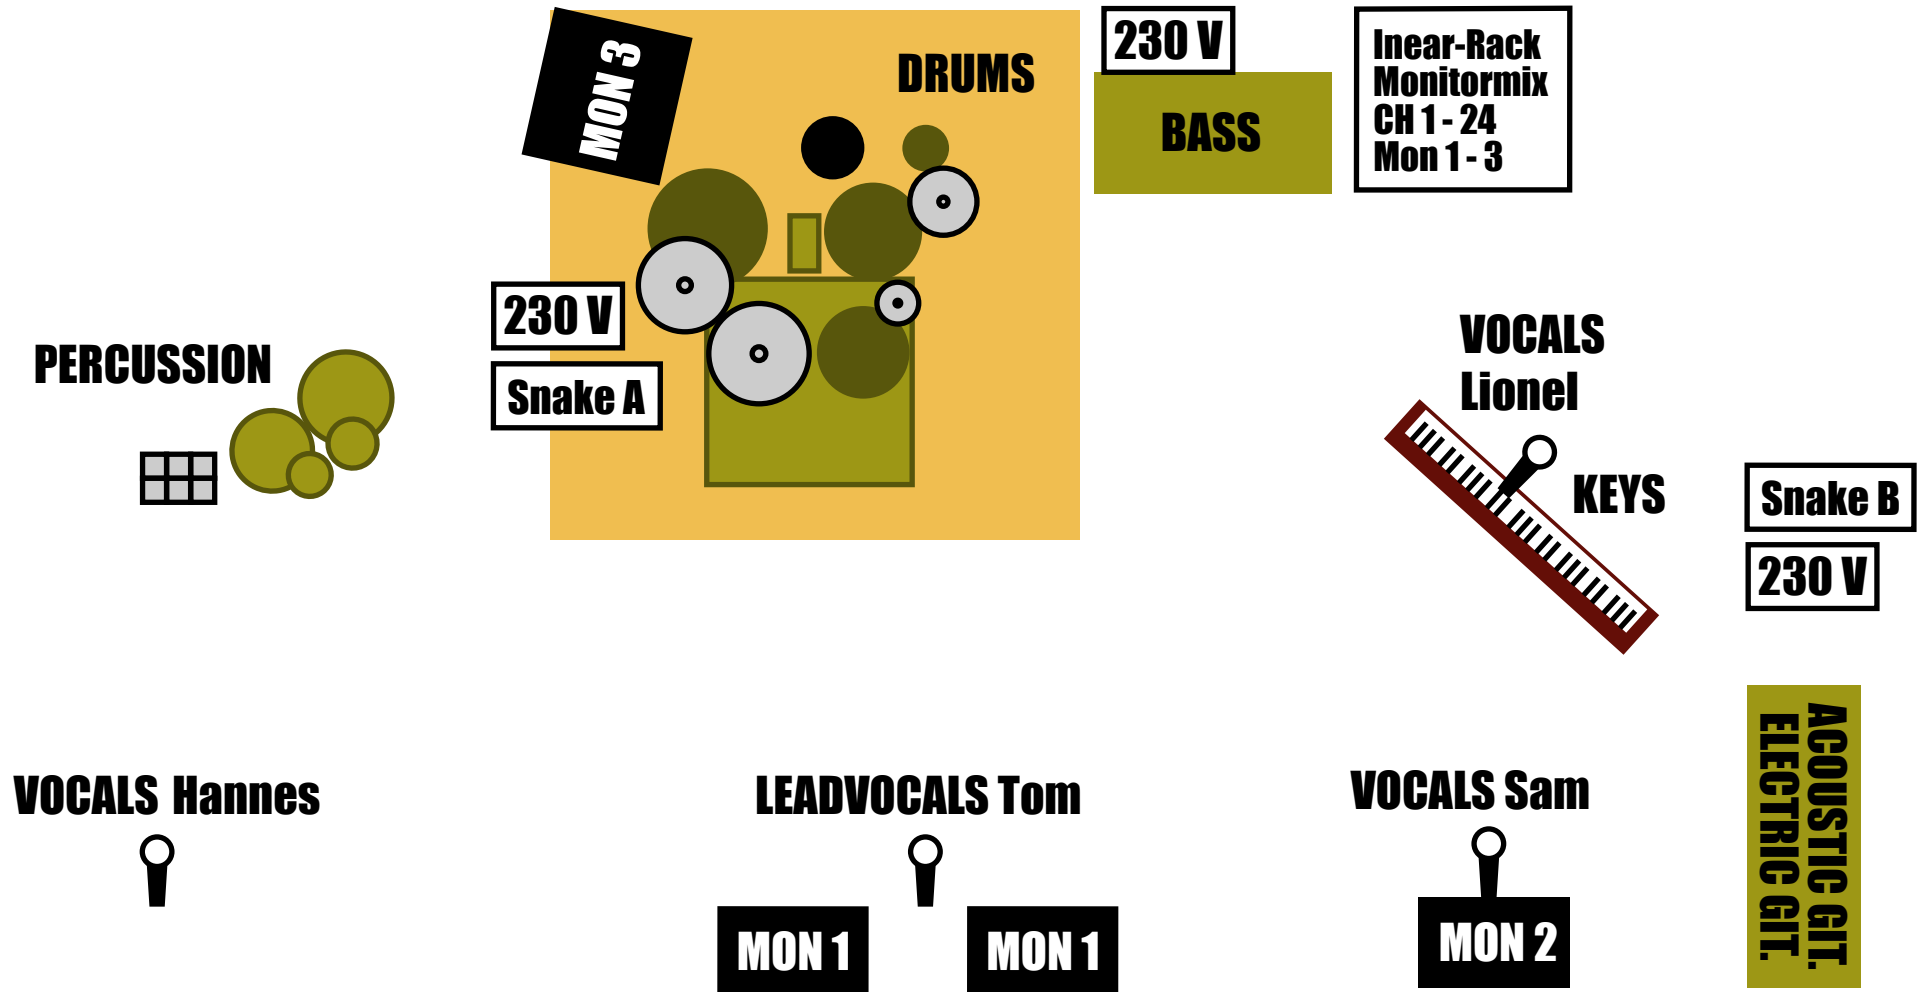 MON 3
DRUMS
230 V
BASS
Inear-Rack
Monitormix
CH 1 - 24
Mon 1 - 3
230 V
Snake A
PERCUSSION
VOCALS
Lionel
KEYS
Snake B
230 V
VOCALS Hannes
LEADVOCALS Tom
VOCALS Sam
ACOUSTIC GIT.
ELECTRIC GIT.
MON 1
MON 1
MON 2